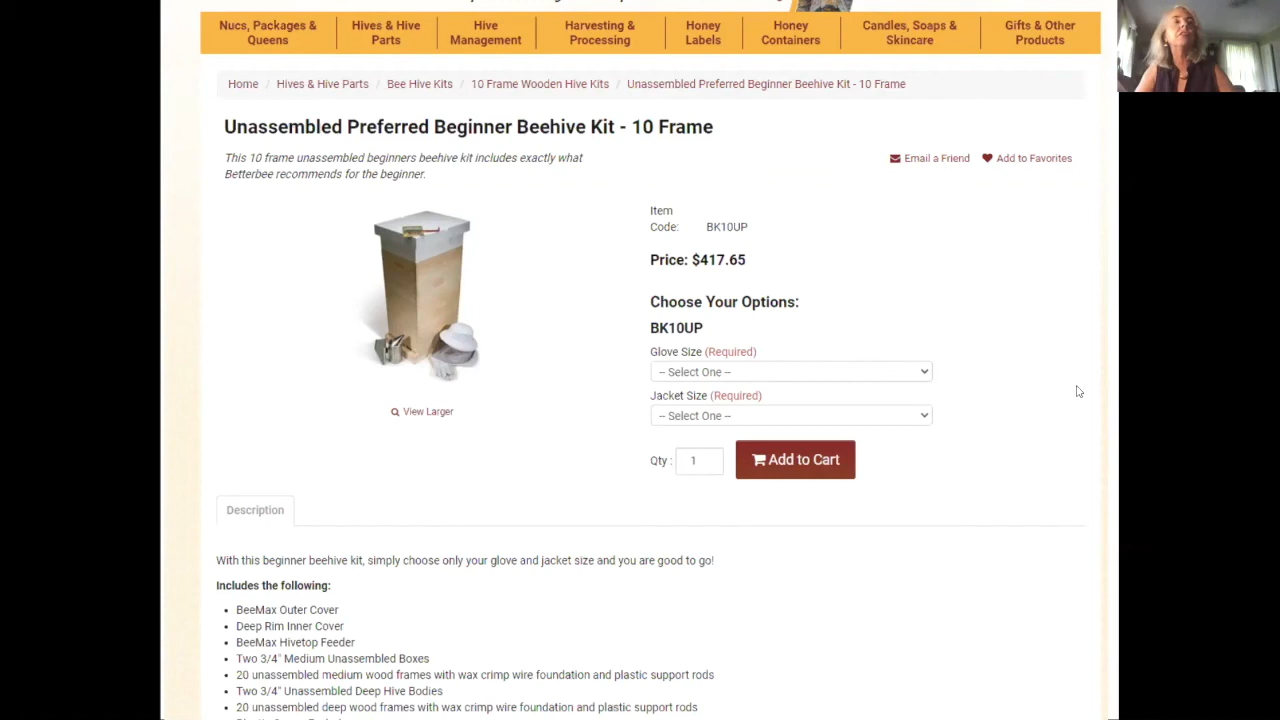 Nucs, Packages & Queens
Hives & Hive Parts
Hive Management
Harvesting & Processing
Honey Labels
Honey Containers
Candles, Soaps & Skincare
Gifts & Other Products
Home / Hives & Hive Parts / Bee Hive Kits / 10 Frame Wooden Hive Kits / Unassembled Preferred Beginner Beehive Kit - 10 Frame
Unassembled Preferred Beginner Beehive Kit - 10 Frame
This 10 frame unassembled beginners beehive kit includes exactly what
Betterbee recommends for the beginner.
Email a Friend Add to Favorites
Item
Code: BK10UP
Price: $417.65
Choose Your Options:
BK10UP
Glove Size (Required)
-- Select One --
Jacket Size (Required)
-- Select One --
View Larger
Qty : 1 Add to Cart
Description
With this beginner beehive kit, simply choose only your glove and jacket size and you are good to go!
Includes the following:
• BeeMax Outer Cover
• Deep Rim Inner Cover
• BeeMax Hivetop Feeder
• Two 3/4" Medium Unassembled Boxes
• 20 unassembled medium wood frames with wax crimp wire foundation and plastic support rods
• Two 3/4" Unassembled Deep Hive Bodies
• 20 unassembled deep wood frames with wax crimp wire foundation and plastic support rods